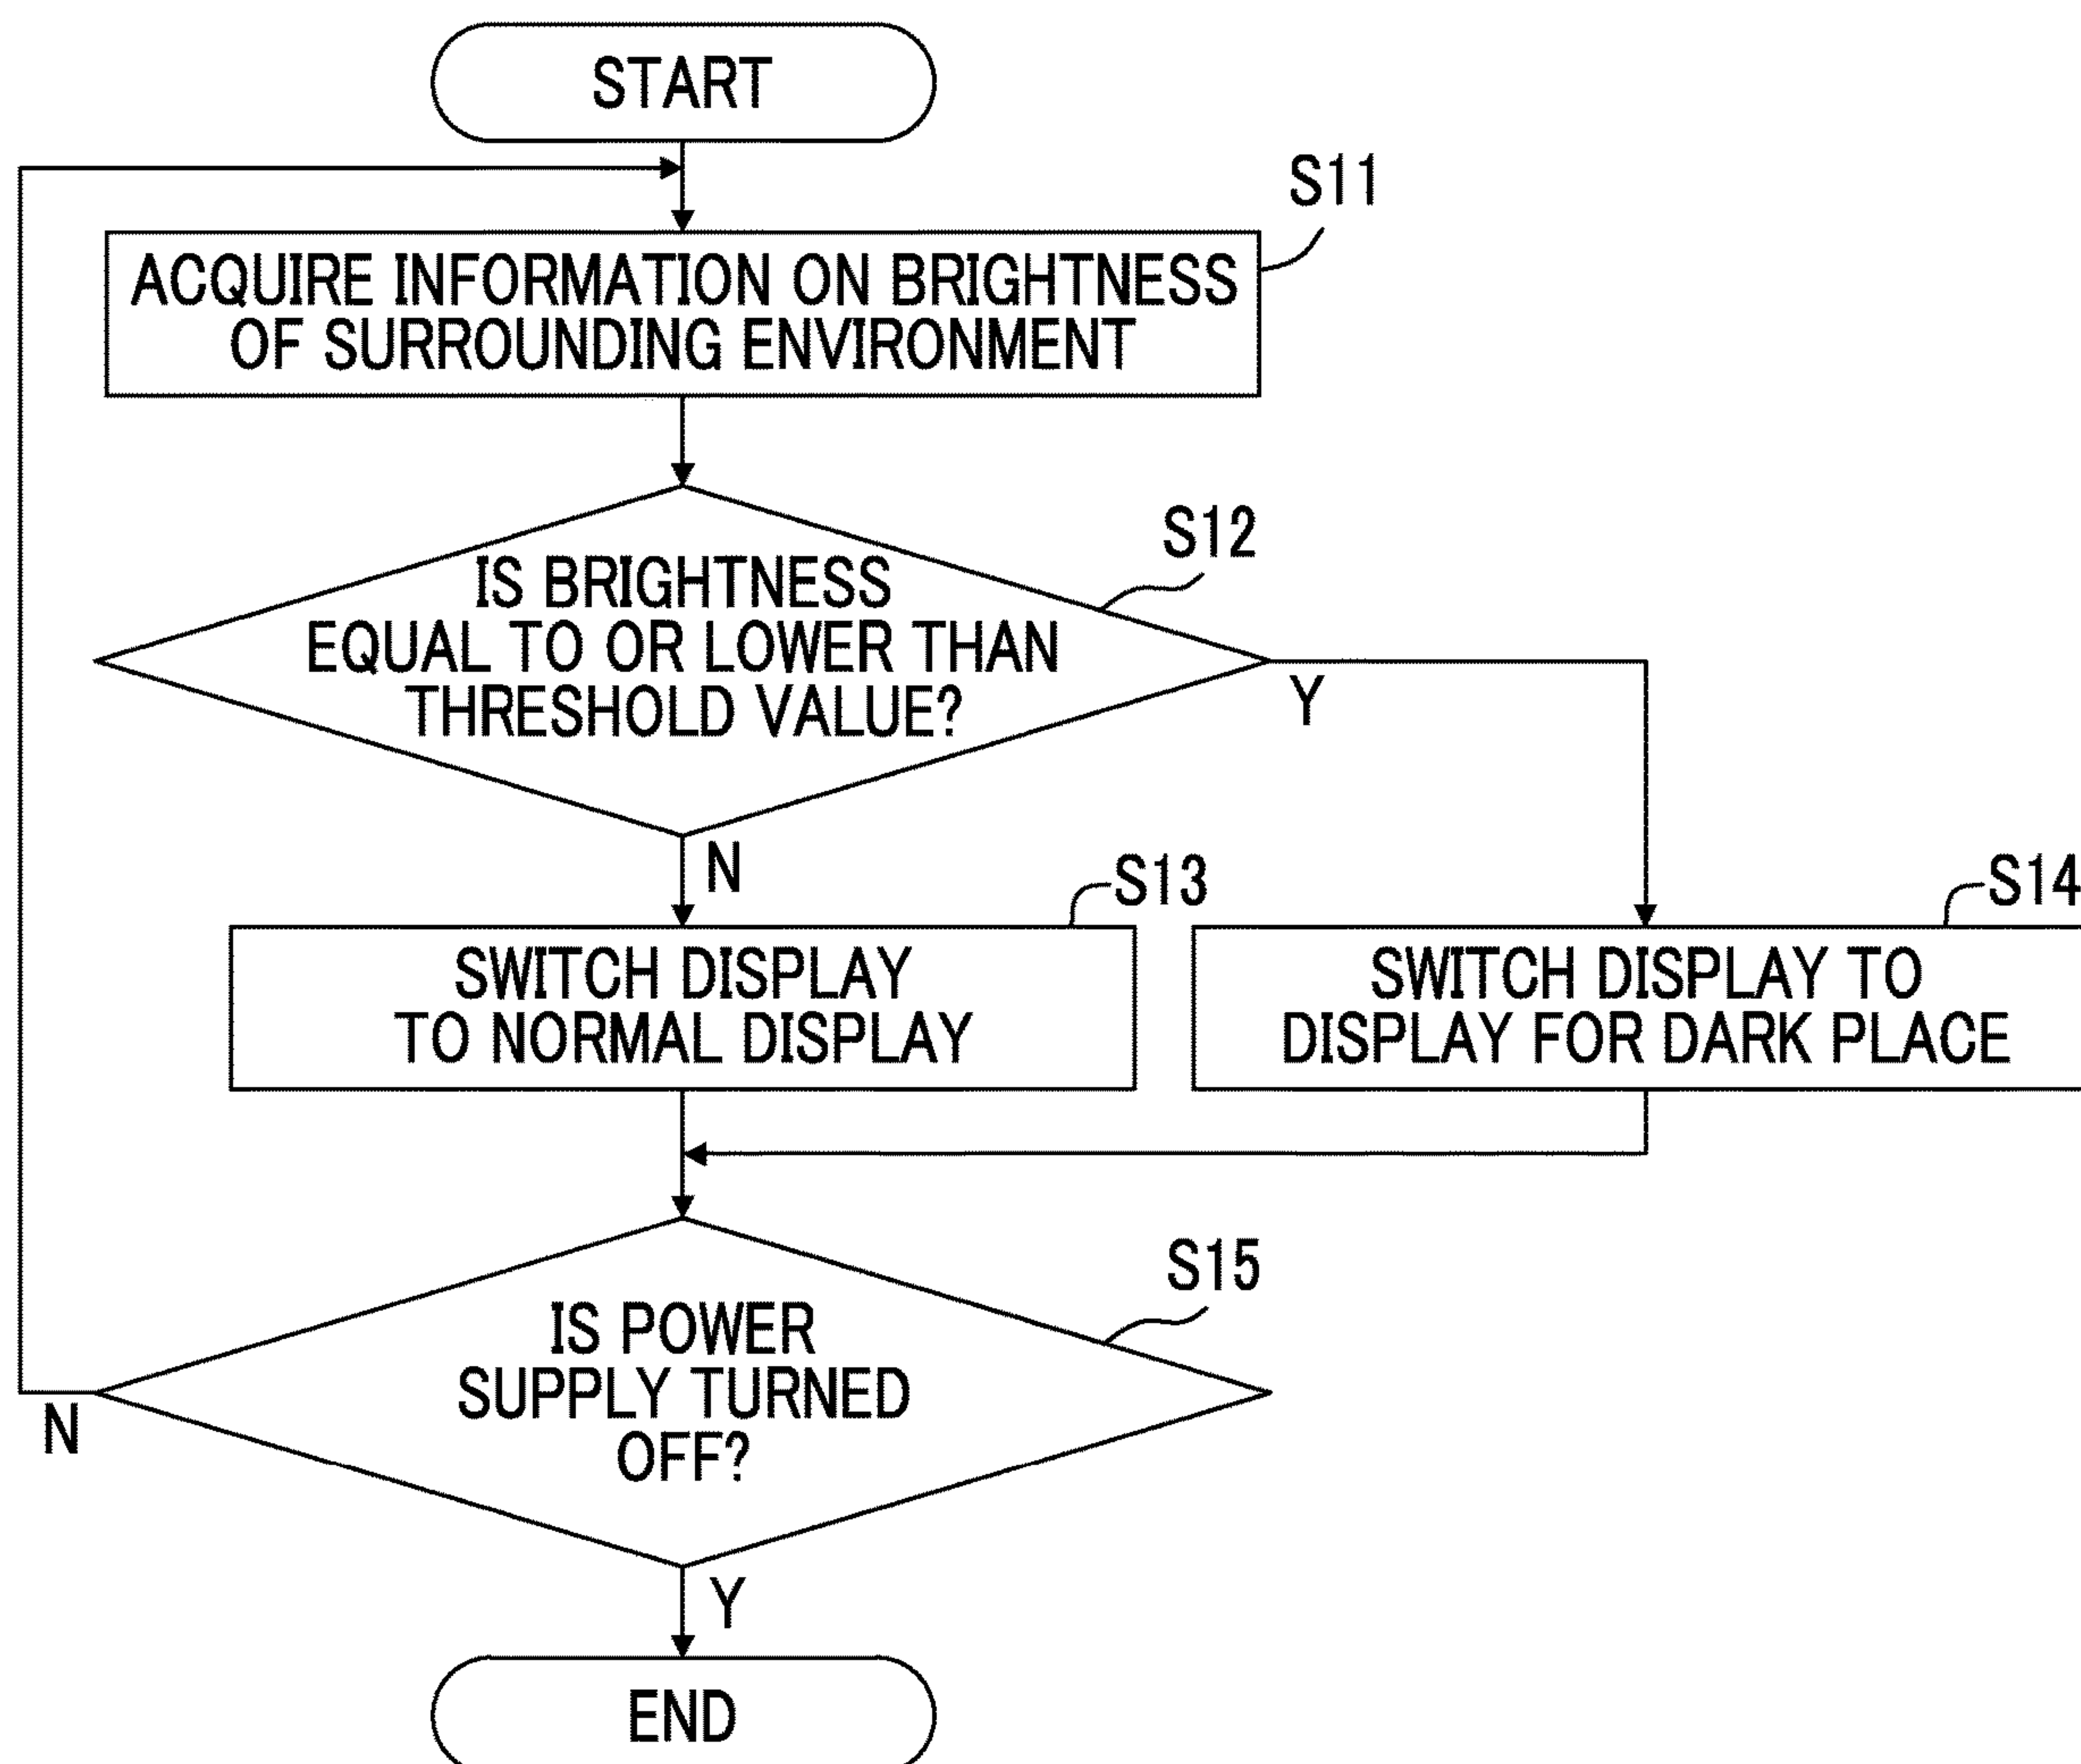 START
S11
ACQUIRE INFORMATION ON BRIGHTNESS
OF SURROUNDING ENVIRONMENT
S12
IS BRIGHTNESS
EQUAL TO OR LOWER THAN
THRESHOLD VALUE?
Y
N
S13
S14
SWITCH DISPLAY
TO NORMAL DISPLAY
SWITCH DISPLAY TO
DISPLAY FOR DARK PLACE
S15
IS POWER
SUPPLY TURNED
OFF?
N
Y
END